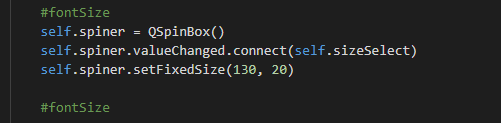 #fontSize
self.spiner = QSpinBox()
self.spiner.valueChanged.connect(self.sizeSelect)
self.spiner.setFixedSize(130, 20)
#fontSize